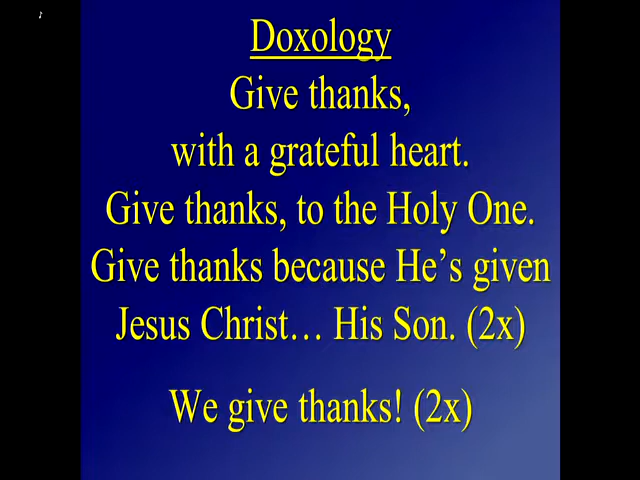 Doxology
Give thanks,
with a grateful heart.
Give thanks, to the Holy One.
Give thanks because He’s given
Jesus Christ… His Son. (2x)
We give thanks! (2x)